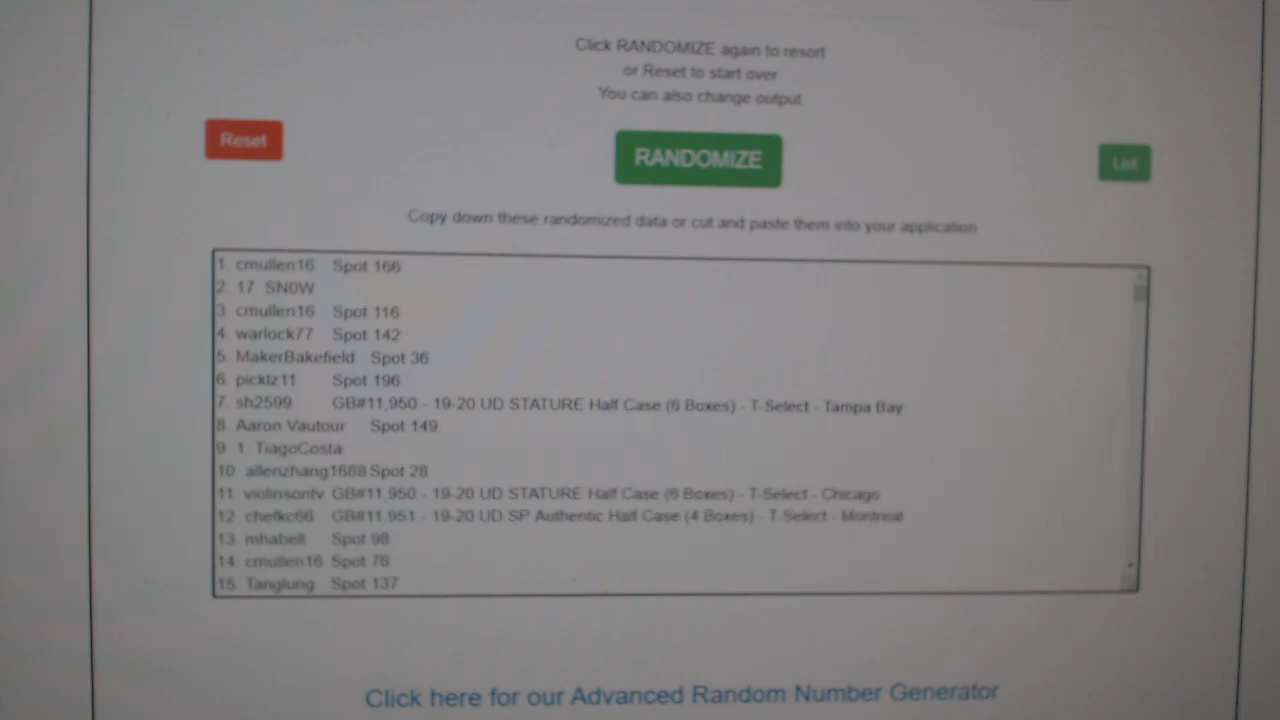 Click RANDOMIZE again to resort
or Reset to start over
You can also change output
Reset
RANDOMIZE
List
Copy down these randomized data or cut and paste them into your application
1. cmullen16 Spot 166
2. 17 SN0W
3. cmullen16 Spot 116
4. warlock77 Spot 142
5. MakerBakefield Spot 36
6. picklz11 Spot 196
7. sh2599 GB#11,950 - 19-20 UD STATURE Half Case (6 Boxes) - T-Select - Tampa Bay
8. Aaron Vautour Spot 149
9. 1 TiagoCosta
10. allenzhang1688 Spot 28
11. violinsontv GB#11,950 - 19-20 UD STATURE Half Case (6 Boxes) - T-Select - Chicago
12. chefkc66 GB#11,951 - 19-20 UD SP Authentic Half Case (4 Boxes) - T-Select - Montreal
13. mhabell Spot 98
14. cmullen16 Spot 76
15. Tanglung Spot 137
Click here for our Advanced Random Number Generator